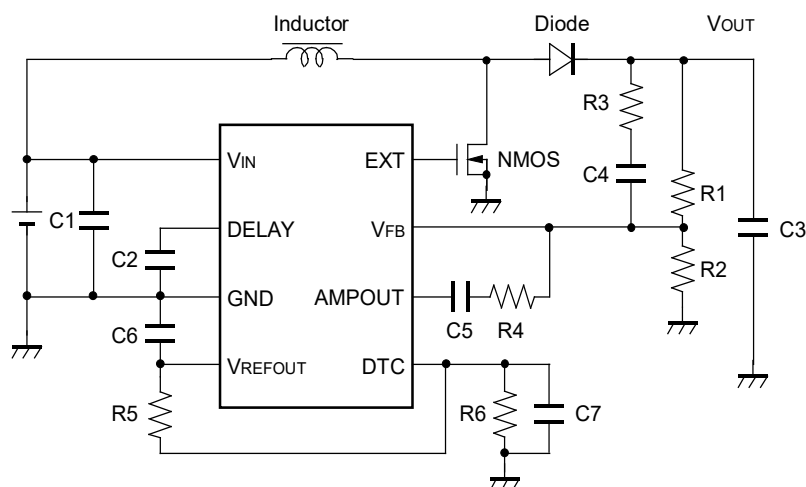 Inductor
Diode
VOUT
R3
VIN
EXT
NMOS
C4
R1
C1
DELAY
VFB
C3
C2
R2
GND
AMPOUT
C6
C5
R4
VREFOUT
DTC
R5
R6
C7